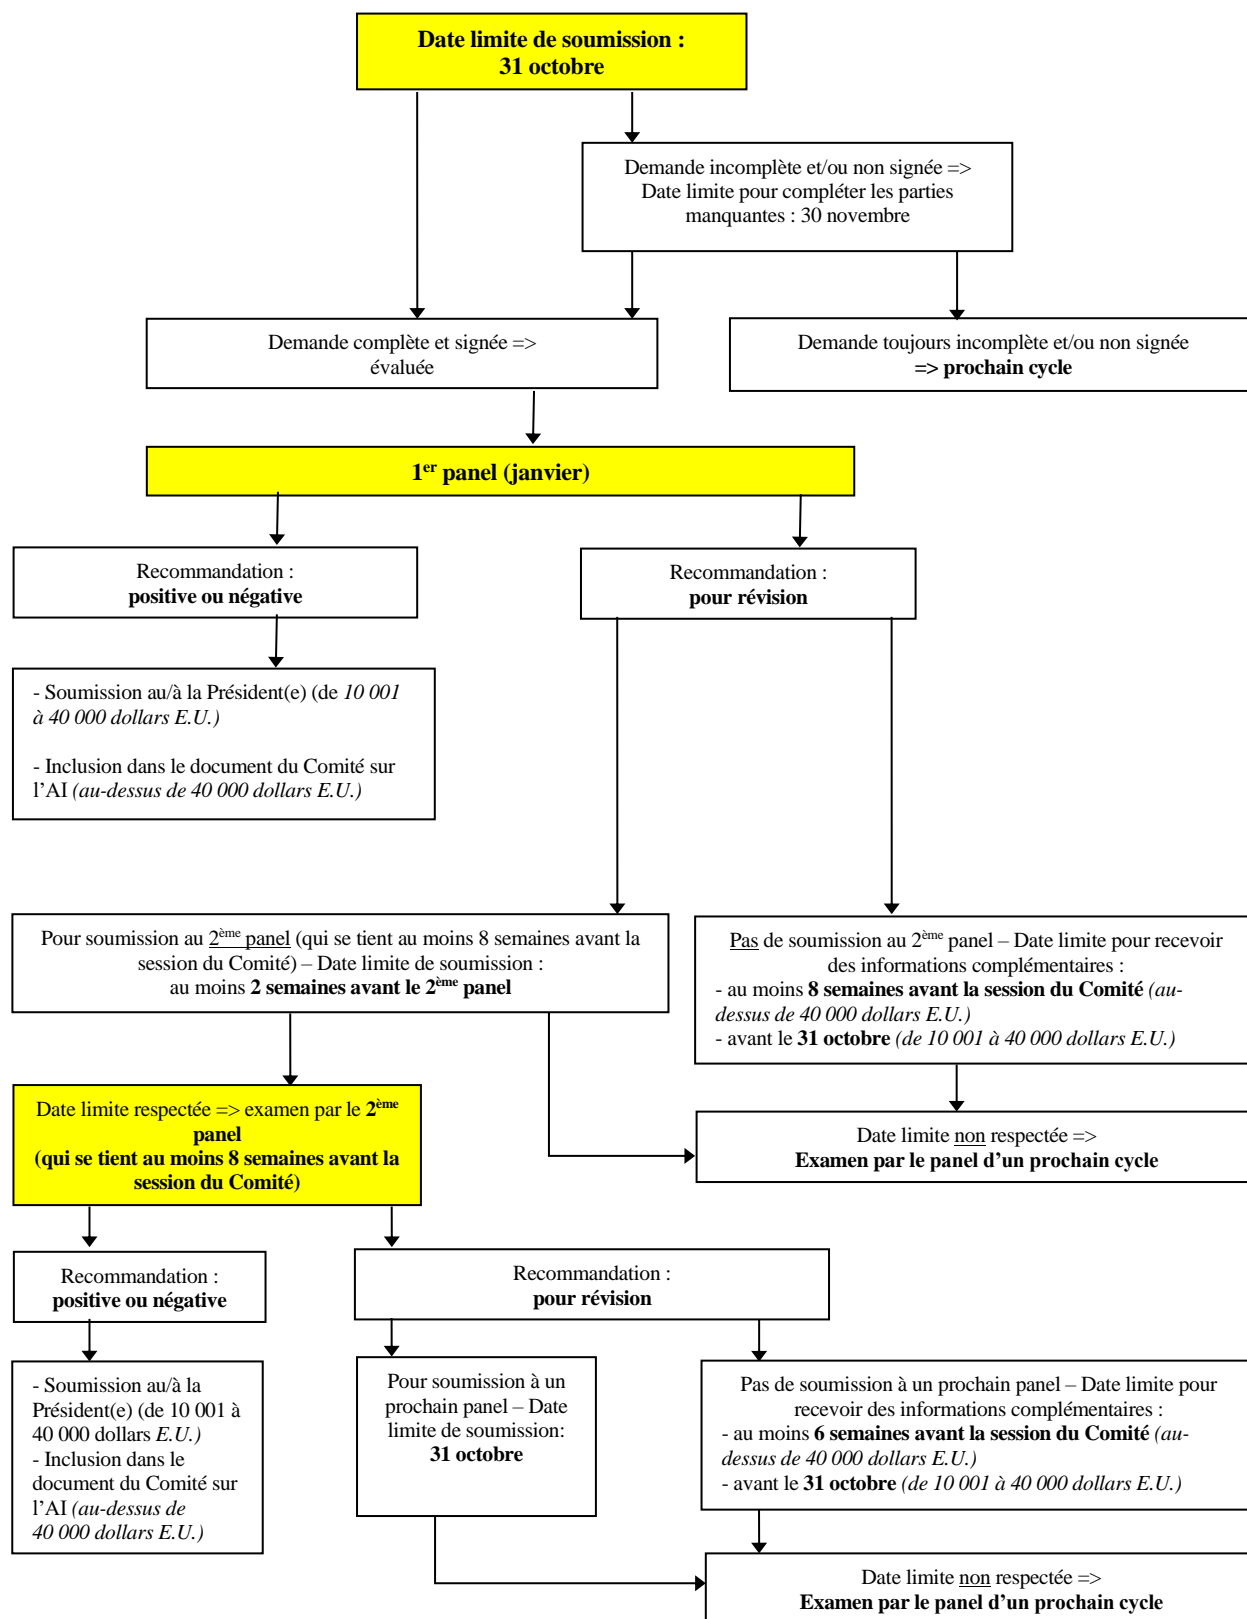 Date limite de soumission :
31 octobre
Demande incomplète et/ou non signée =>
Date limite pour compléter les parties
manquantes : 30 novembre
Demande complète et signée =>
évaluée
Demande toujours incomplète et/ou non signée
=> prochain cycle
1er panel (janvier)
Recommandation :
positive ou négative
Recommandation :
pour révision
- Soumission au/à la Président(e) (de 10 001
à 40 000 dollars E.U.)
- Inclusion dans le document du Comité sur
l’AI (au-dessus de 40 000 dollars E.U.)
Pour soumission au 2ème panel (qui se tient au moins 8 semaines avant la
session du Comité) – Date limite de soumission :
au moins 2 semaines avant le 2ème panel
Pas de soumission au 2ème panel – Date limite pour recevoir
des informations complémentaires :
- au moins 8 semaines avant la session du Comité (au-
dessus de 40 000 dollars E.U.)
- avant le 31 octobre (de 10 001 à 40 000 dollars E.U.)
Date limite respectée => examen par le 2ème
panel
(qui se tient au moins 8 semaines avant la
session du Comité)
Date limite non respectée =>
Examen par le panel d’un prochain cycle
Recommandation :
positive ou négative
Recommandation :
pour révision
- Soumission au/à la
Président(e) (de 10 001 à
40 000 dollars E.U.)
- Inclusion dans le
document du Comité sur
l’AI (au-dessus de
40 000 dollars E.U.)
Pour soumission à un
prochain panel – Date
limite de soumission:
31 octobre
Pas de soumission à un prochain panel – Date limite pour
recevoir des informations complémentaires :
- au moins 6 semaines avant la session du Comité (au-
dessus de 40 000 dollars E.U.)
- avant le 31 octobre (de 10 001 à 40 000 dollars E.U.)
Date limite non respectée =>
Examen par le panel d’un prochain cycle